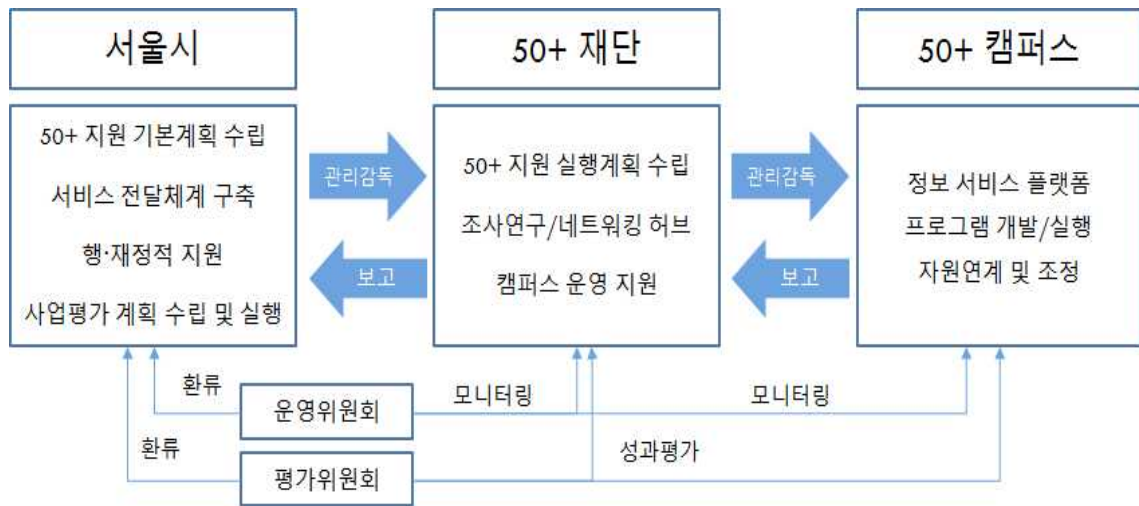 서울시
50+ 재단
50+ 캠퍼스
50+ 지원 기본계획 수립
서비스 전달체계 구축
행·재정적 지원
사업평가 계획 수립 및 실행
관리감독
보고
50+ 지원 실행계획 수립
조사연구/네트워킹 허브
캠퍼스 운영 지원
관리감독
보고
정보 서비스 플랫폼
프로그램 개발/실행
자원연계 및 조정
환류
운영위원회
모니터링
모니터링
환류
평가위원회
성과평가